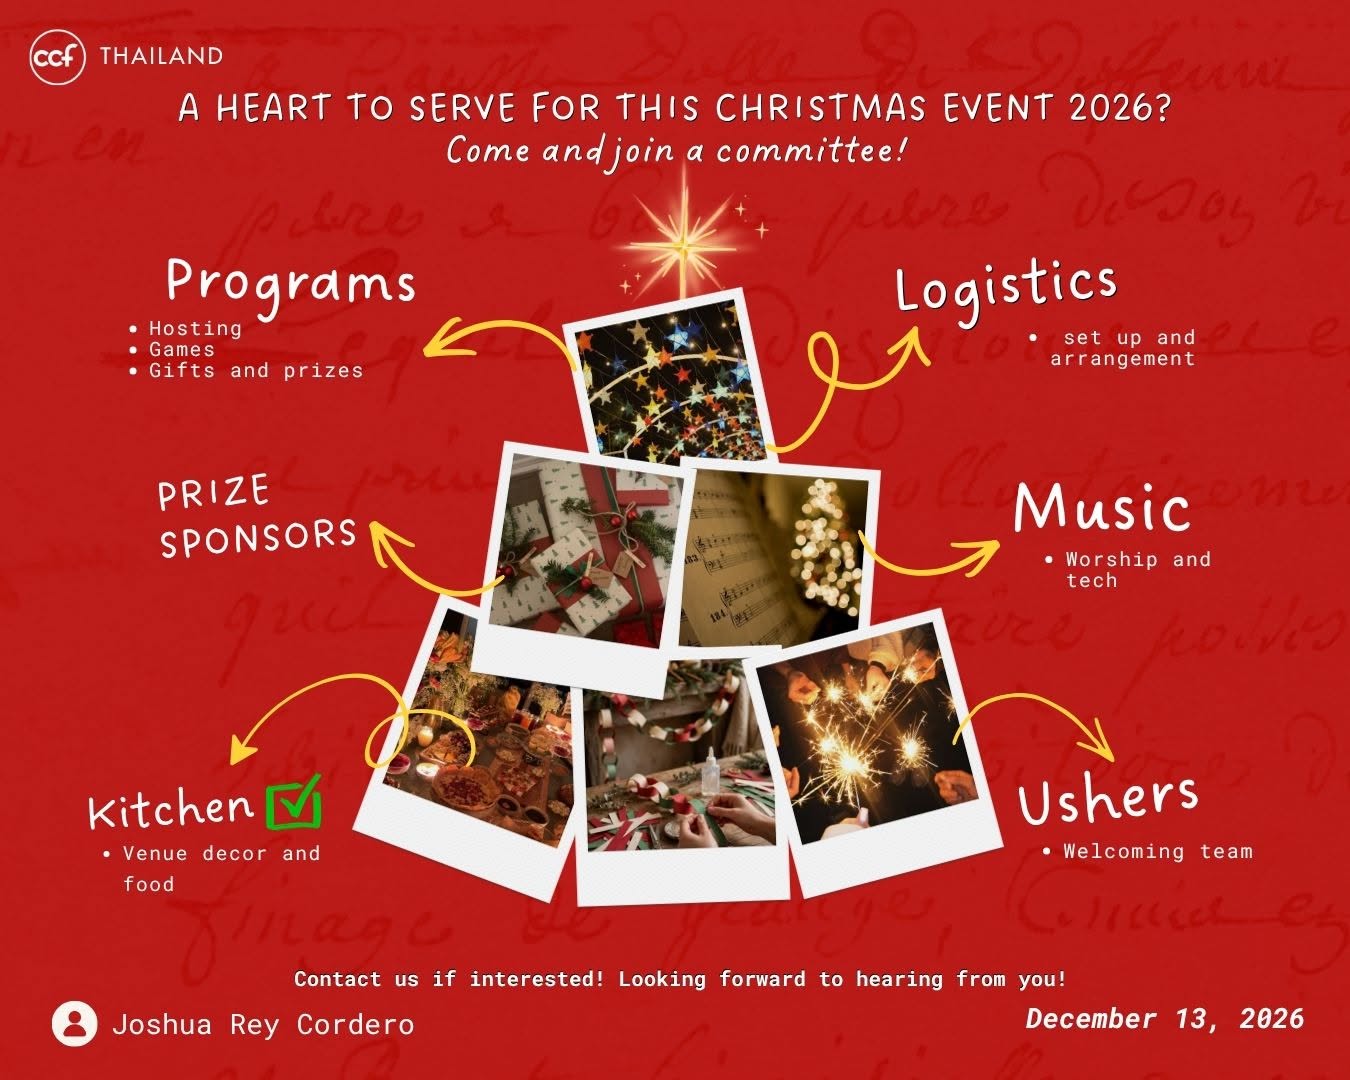 ccf THAILAND
A HEART TO SERVE FOR THIS CHRISTMAS EVENT 2026?
Come and join a committee!
Programs
• Hosting
• Games
• Gifts and prizes
Logistics
• set up and
arrangement
PRIZE
SPONSORS
Music
• Worship and
tech
183
184
Kitchen
• Venue decor and
food
Ushers
• Welcoming team
Contact us if interested! Looking forward to hearing from you!
Joshua Rey Cordero
December 13, 2026